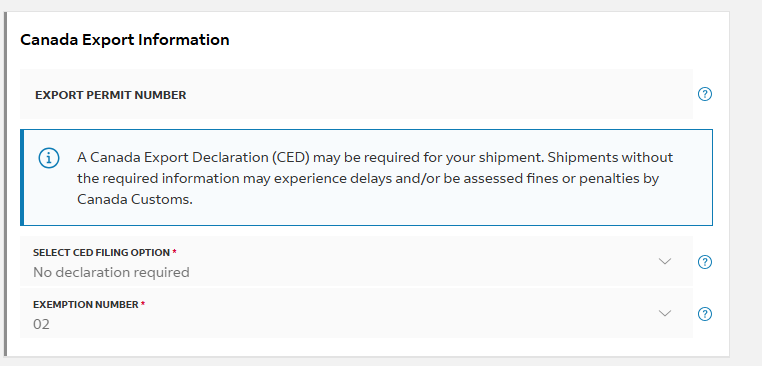 Canada Export Information
EXPORT PERMIT NUMBER
?
i
A Canada Export Declaration (CED) may be required for your shipment. Shipments without
the required information may experience delays and/or be assessed fines or penalties by
Canada Customs.
SELECT CED FILING OPTION *
No declaration required
?
EXEMPTION NUMBER *
02
?